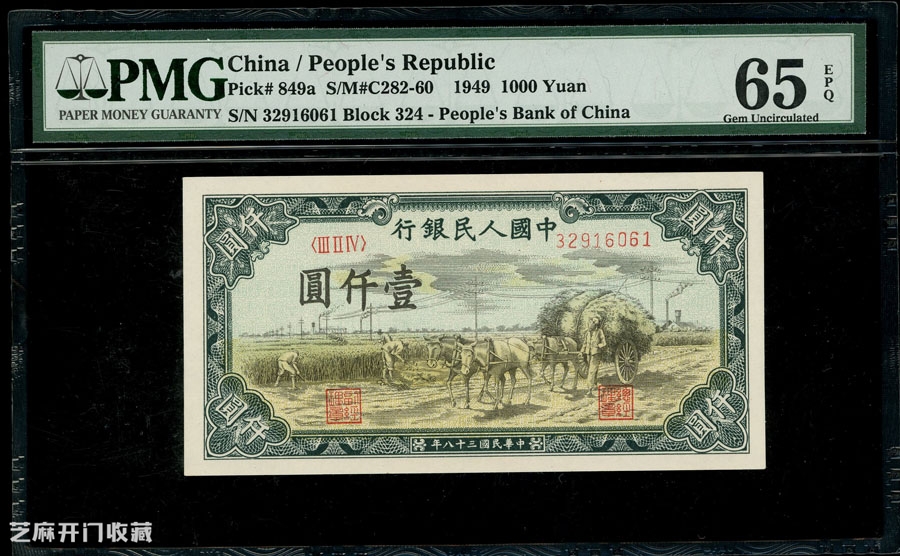 PMG
PAPER MONEY GUARANTY
China / People's Republic
Pick# 849a S/M#C282-60 1949 1000 Yuan
S/N 32916061 Block 324 - People's Bank of China
65 EPQ
Gem Uncirculated
圓仟
圓仟
行銀民人國中
〈III II IV〉
32916061
圓仟壹
圓仟
圓仟
年八十三國民華中
芝麻开门收藏